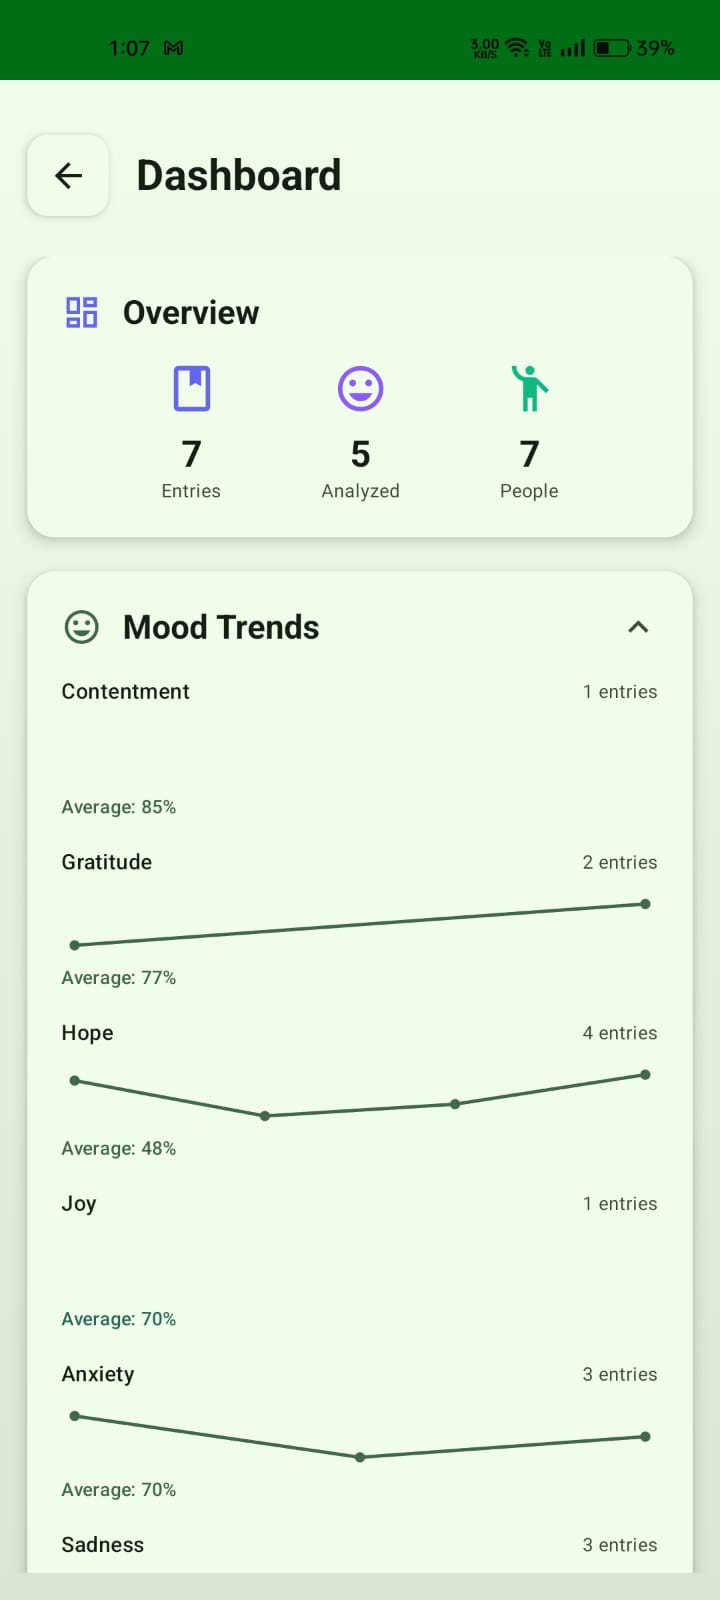 1:07 3.00 KB/S Vo LTE 39%
Dashboard
Overview
7 5 7
Entries Analyzed People
Mood Trends
Contentment 1 entries
Average: 85%
Gratitude 2 entries
Average: 77%
Hope 4 entries
Average: 48%
Joy 1 entries
Average: 70%
Anxiety 3 entries
Average: 70%
Sadness 3 entries